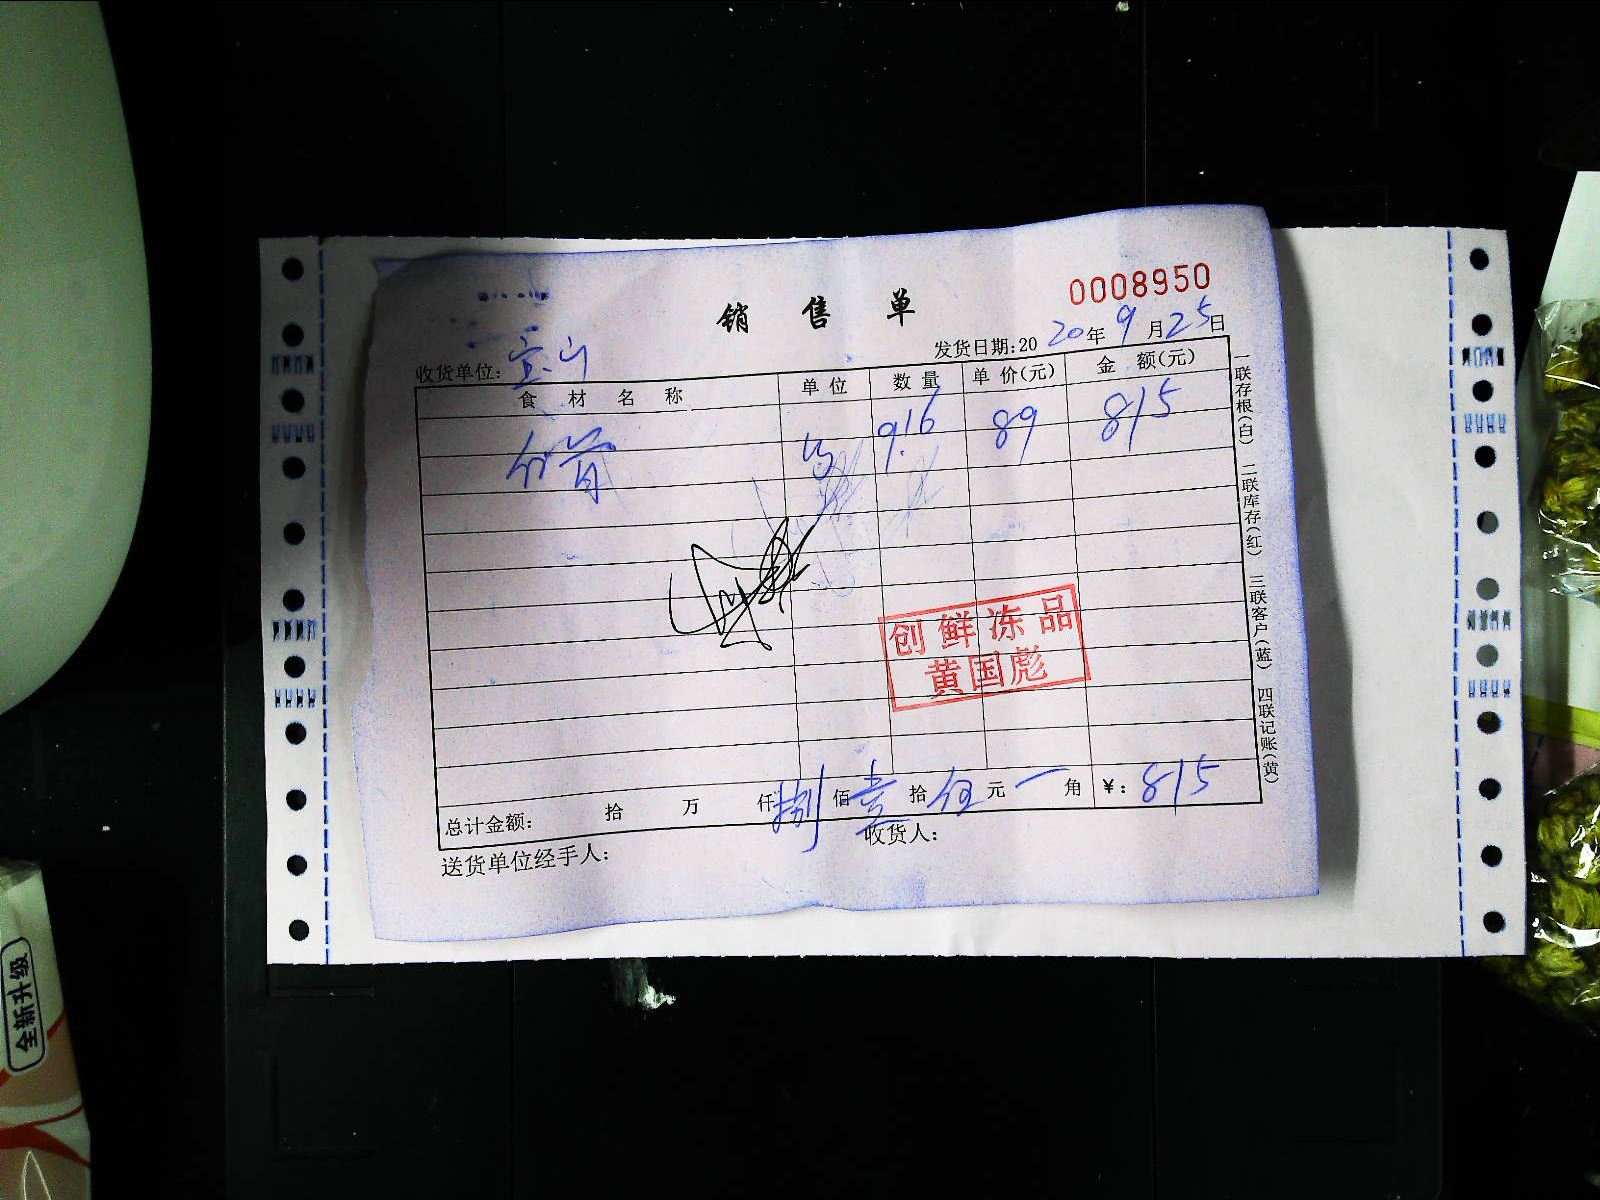 销售单
0008950
发货日期:2020年9月25日
收货单位:宝山
食材名称 单位 数量 单价(元) 金额(元)
9.16 89 815
创鲜冻品
黄国彪
总计金额: 拾 万 仟捌佰壹拾伍元一角 ¥:815
送货单位经手人: 收货人:
一联存根(白) 二联库存(红) 三联客户(蓝) 四联记账(黄)
全新升级